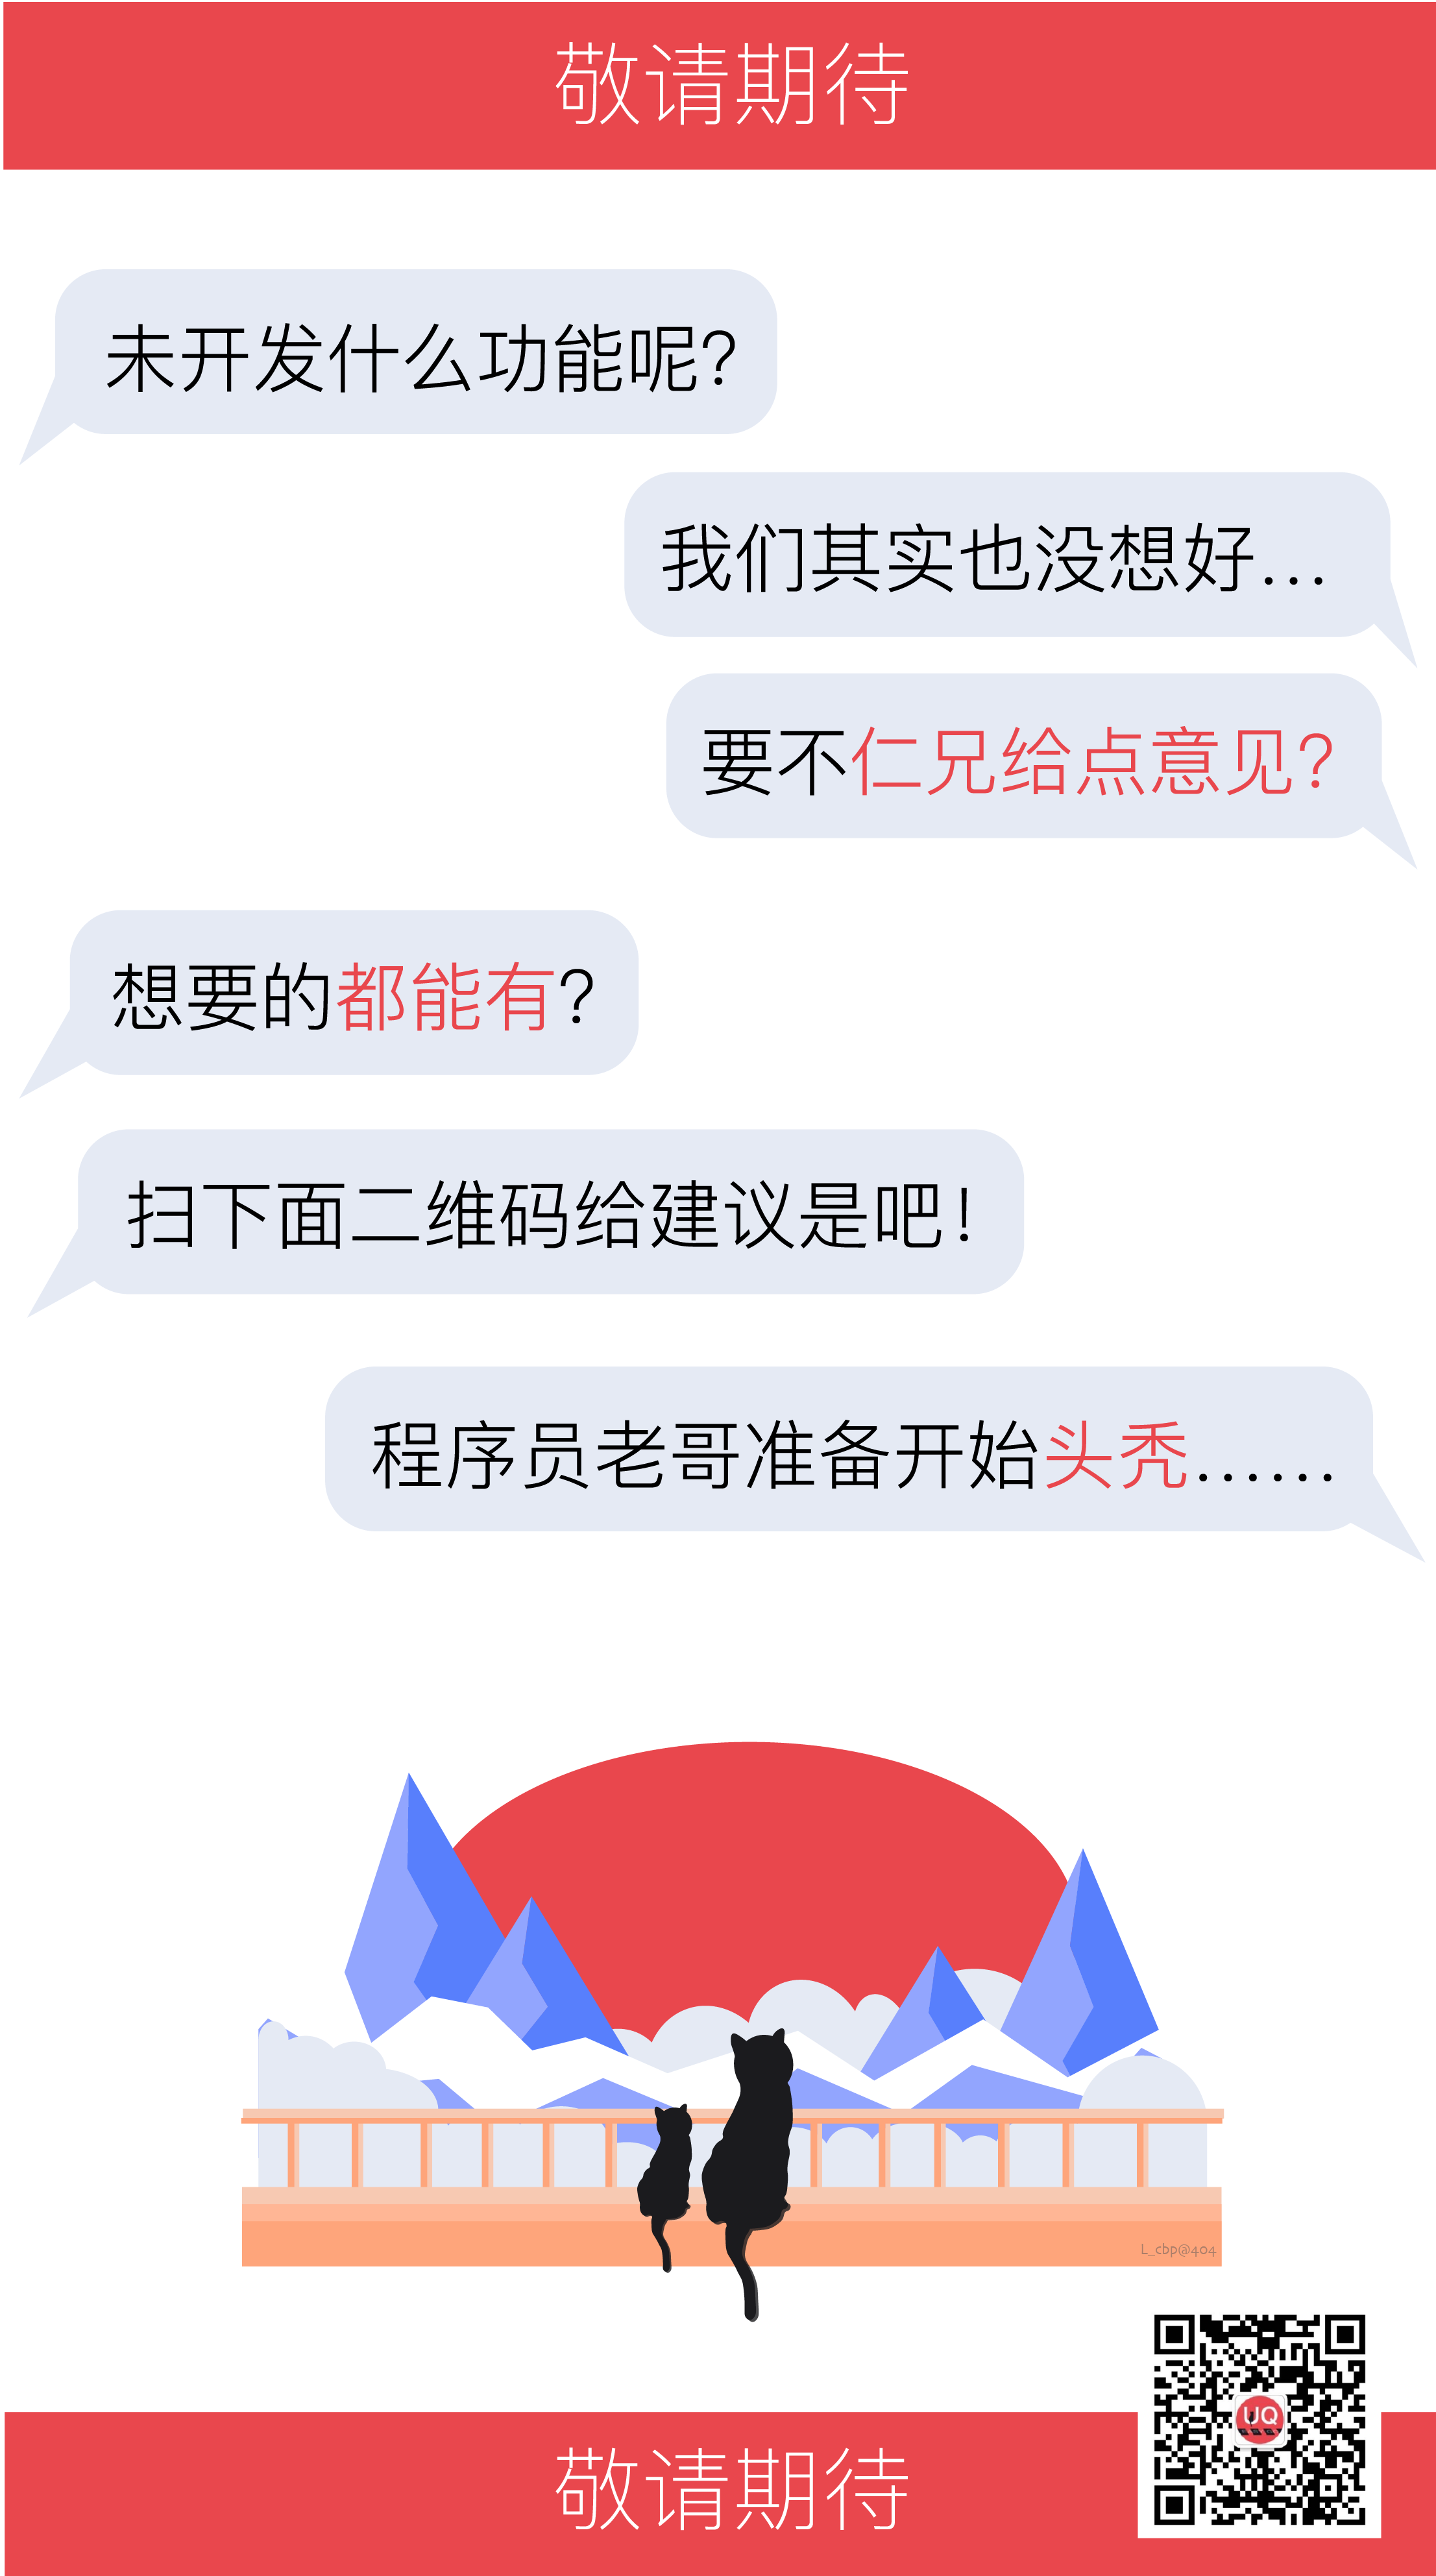 敬请期待
未开发什么功能呢?
我们其实也没想好...
要不仁兄给点意见?
想要的都能有?
扫下面二维码给建议是吧!
程序员老哥准备开始头秃......
L_cbp@404
UQ
敬请期待